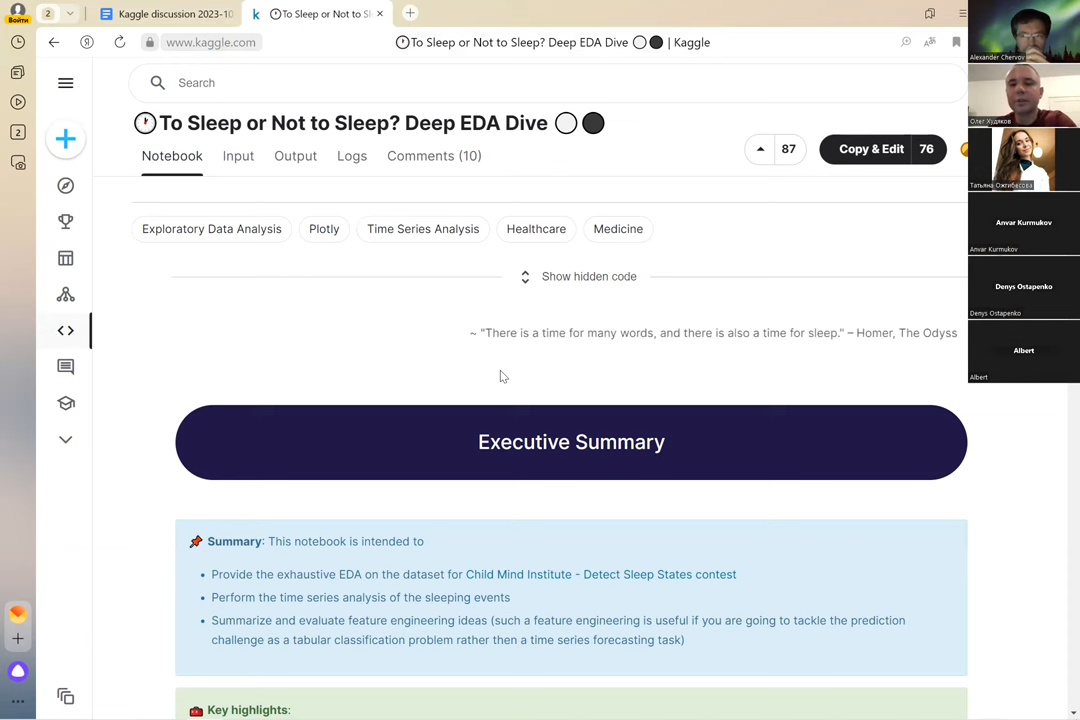 Войти
2
Kaggle discussion 2023-10
k
To Sleep or Not to Sl
www.kaggle.com
To Sleep or Not to Sleep? Deep EDA Dive | Kaggle
2
Search
To Sleep or Not to Sleep? Deep EDA Dive
Notebook
Input
Output
Logs
Comments (10)
87
Copy & Edit
76
Exploratory Data Analysis
Plotly
Time Series Analysis
Healthcare
Medicine
Show hidden code
~ "There is a time for many words, and there is also a time for sleep." – Homer, The Odyss
Executive Summary
Summary: This notebook is intended to
• Provide the exhaustive EDA on the dataset for Child Mind Institute - Detect Sleep States contest
• Perform the time series analysis of the sleeping events
• Summarize and evaluate feature engineering ideas (such a feature engineering is useful if you are going to tackle the prediction
challenge as a tabular classification problem rather then a time series forecasting task)
Key highlights:
Alexander Chervov
Олег Худяков
Татьяна Ожгибесова
Anvar Kurmukov
Anvar Kurmukov
Denys Ostapenko
Denys Ostapenko
Albert
Albert